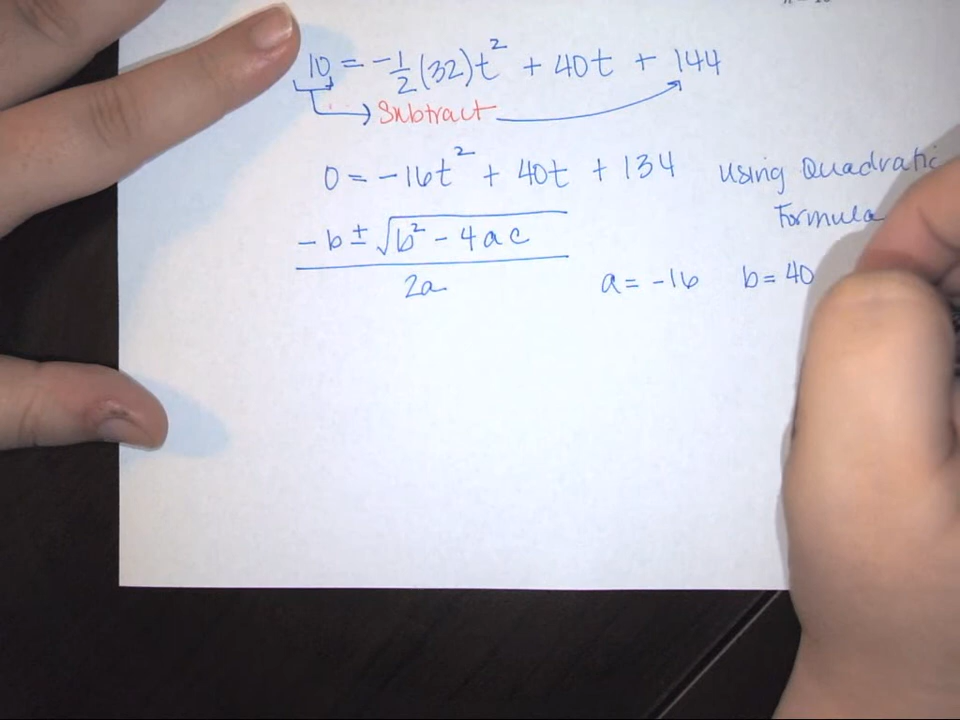 10 = -1/2 (32)t² + 40t + 144
Subtract
0 = -16t² + 40t + 134 using Quadratic
Formula
-b ± √b² - 4ac
2a
a = -16 b = 40